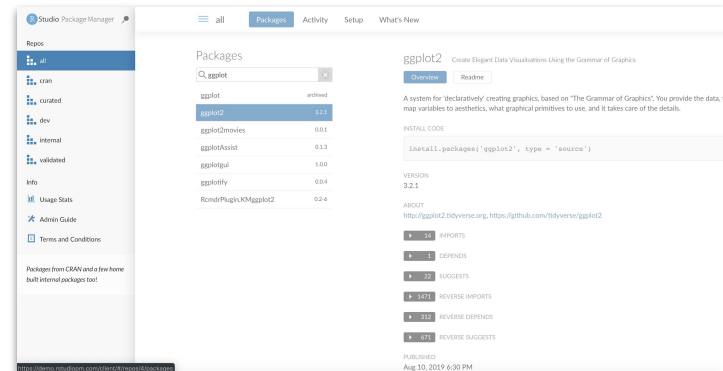 R Studio Package Manager
Repos
all
cran
curated
dev
internal
validated
Info
Usage Stats
Admin Guide
Terms and Conditions
Packages from CRAN and a few home
built internal packages too!
https://demo.rstudiopm.com/client/#/repos/4/packages
all
Packages
Activity
Setup
What's New
Packages
ggplot
ggplot archived
ggplot2 3.2.1
ggplot2movies 0.0.1
ggplotAssist 0.1.3
ggplotgui 1.0.0
ggplotify 0.0.4
RcmdrPlugin.KMggplot2 0.2-6
ggplot2 Create Elegant Data Visualisations Using the Grammar of Graphics
Overview
Readme
A system for 'declaratively' creating graphics, based on "The Grammar of Graphics". You provide the data,
map variables to aesthetics, what graphical primitives to use, and it takes care of the details.
INSTALL CODE
install.packages('ggplot2', type = 'source')
VERSION
3.2.1
ABOUT
http://ggplot2.tidyverse.org, https://github.com/tidyverse/ggplot2
14 IMPORTS
1 DEPENDS
22 SUGGESTS
1471 REVERSE IMPORTS
312 REVERSE DEPENDS
671 REVERSE SUGGESTS
PUBLISHED
Aug 10, 2019 6:30 PM